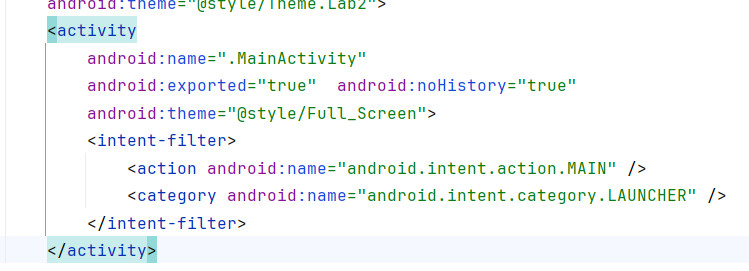 android:theme="@style/Theme.Lab2">
<activity
android:name=".MainActivity"
android:exported="true"  android:noHistory="true"
android:theme="@style/Full_Screen">
<intent-filter>
<action android:name="android.intent.action.MAIN" />
<category android:name="android.intent.category.LAUNCHER" />
</intent-filter>
</activity>